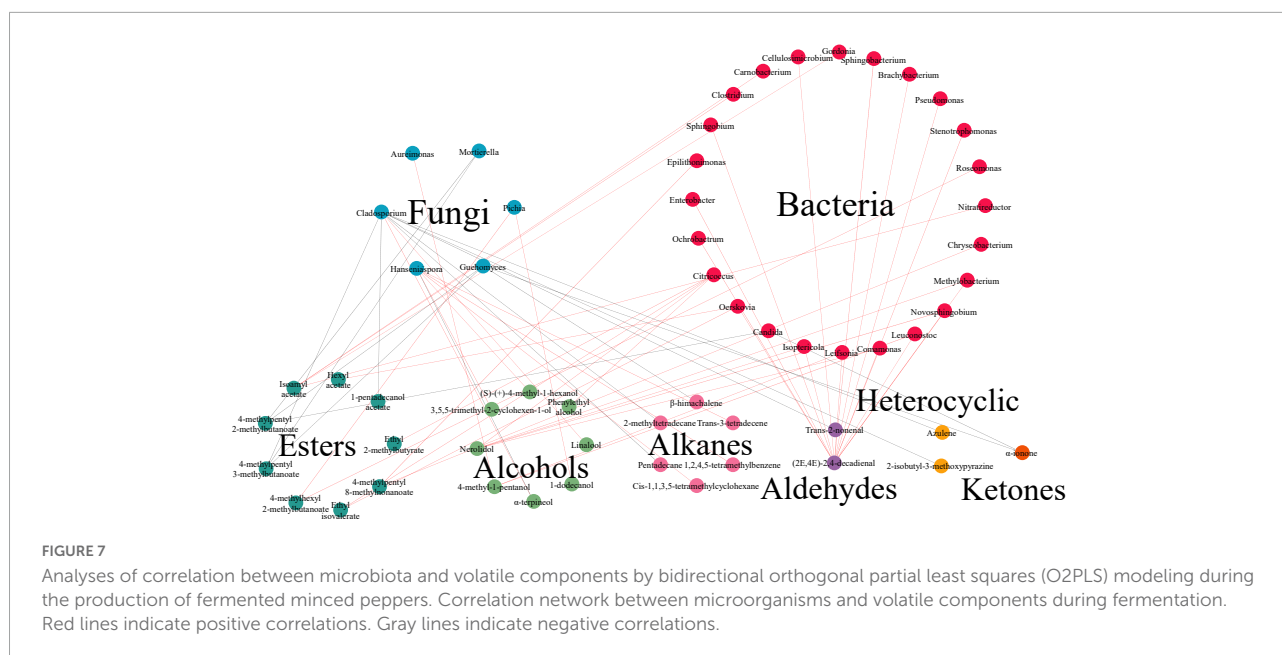 Gordonia
Cellulosimicrobium
Sphingobacterium
Carnobacterium
Brachybacterium
Clostridium
Pseudomonas
Sphingobium
Stenotrophomonas
Aureimonas
Mortierella
Epilithonimonas
Roseomonas
Enterobacter
Bacteria
Nitratireductor
Cladosporium
Fungi
Pichia
Ochrobactrum
Chryseobacterium
Hanseniaspora
Guehomyces
Citricoccus
Methylobacterium
Oerskovia
Novosphingobium
Candida
Leuconostoc
Isoptericola
Leifsonia
Comamonas
Isoamyl
acetate
Hexyl
acetate
1-pentadecanol
acetate
(S)-(+)-4-methyl-1-hexanol
3,5,5-trimethyl-2-cyclohexen-1-ol
Phenylethyl
alcohol
β-himachalene
Heterocyclic
4-methylpentyl
2-methylbutanoate
2-methyltetradecane
Trans-3-tetradecene
Trans-2-nonenal
Azulene
Esters
Ethyl
2-methylbutyrate
Nerolidol
Linalool
Alkanes
α-ionone
4-methylpentyl
3-methylbutanoate
Alcohols
Pentadecane
1,2,4,5-tetramethylbenzene
(2E,4E)-2,4-decadienal
2-isobutyl-3-methoxypyrazine
4-methylhexyl
2-methylbutanoate
Ethyl
isovalerate
4-methylpentyl
8-methylnonanoate
4-methyl-1-pentanol
1-dodecanol
α-terpineol
Cis-1,1,3,5-tetramethylcyclohexane
Aldehydes
Ketones
FIGURE 7
Analyses of correlation between microbiota and volatile components by bidirectional orthogonal partial least squares (O2PLS) modeling during
the production of fermented minced peppers. Correlation network between microorganisms and volatile components during fermentation.
Red lines indicate positive correlations. Gray lines indicate negative correlations.